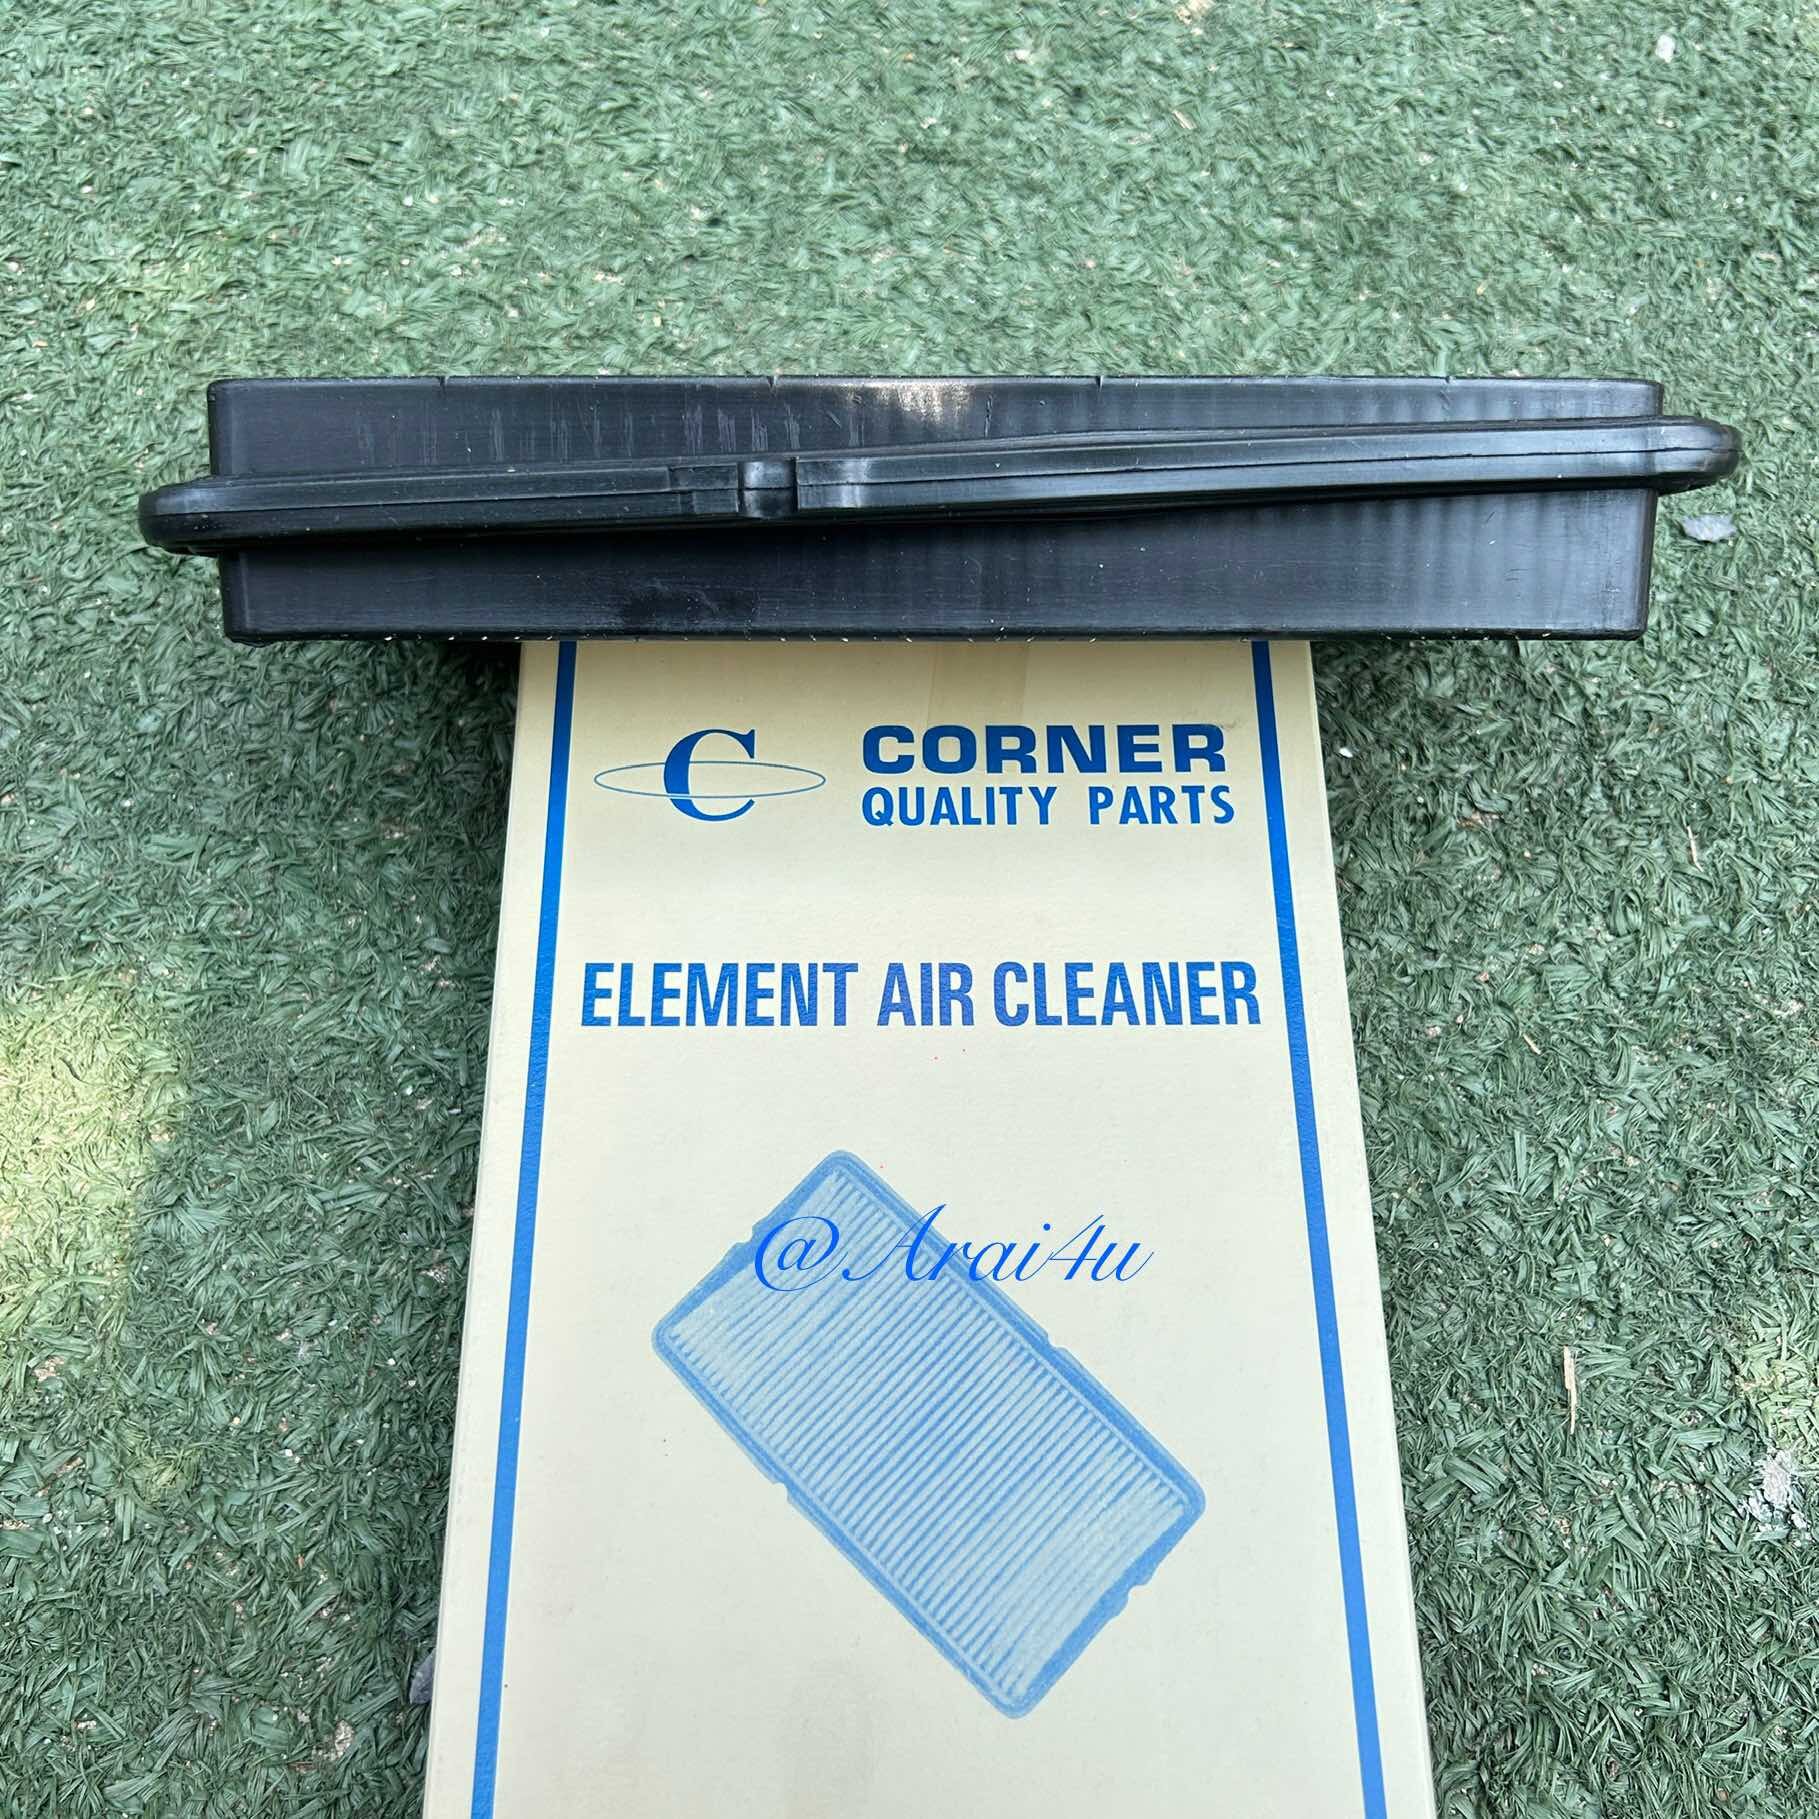 C CORNER
QUALITY PARTS
ELEMENT AIR CLEANER
@Arai4u